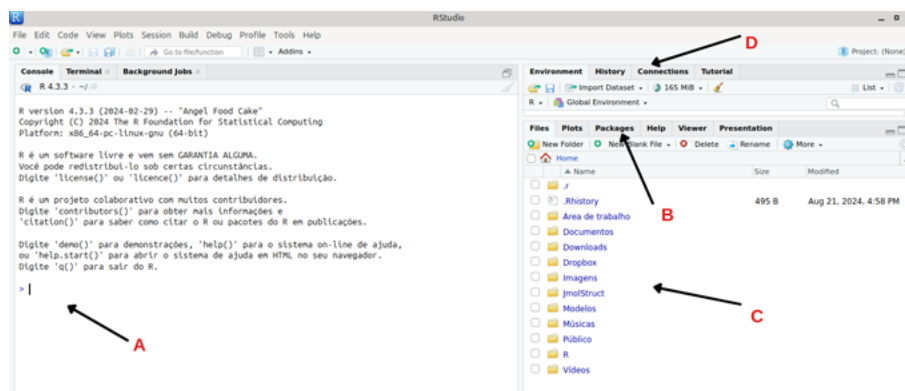 RStudio
File Edit Code View Plots Session Build Debug Profile Tools Help
Go to file/function Addins Project: (None)
Console Terminal Background Jobs
R 4.3.3 · ~/
R version 4.3.3 (2024-02-29) -- "Angel Food Cake"
Copyright (C) 2024 The R Foundation for Statistical Computing
Platform: x86_64-pc-linux-gnu (64-bit)
R é um software livre e vem sem GARANTIA ALGUMA.
Você pode redistribuí-lo sob certas circunstâncias.
Digite 'license()' ou 'licence()' para detalhes de distribuição.
R é um projeto colaborativo com muitos contribuidores.
Digite 'contributors()' para obter mais informações e
'citation()' para saber como citar o R ou pacotes do R em publicações.
Digite 'demo()' para demonstrações, 'help()' para o sistema on-line de ajuda,
ou 'help.start()' para abrir o sistema de ajuda em HTML no seu navegador.
Digite 'q()' para sair do R.
>
A
D
Environment History Connections Tutorial
Import Dataset 165 MiB List
R Global Environment
Files Plots Packages Help Viewer Presentation
New Folder New Blank File Delete Rename More
Home
Name Size Modified
.r
.Rhistory 495 B Aug 21, 2024, 4:58 PM
Area de trabalho
Documentos
Downloads
Dropbox
Imagens
JmolStruct
Modelos
Músicas
Público
R
Vídeos
B
C